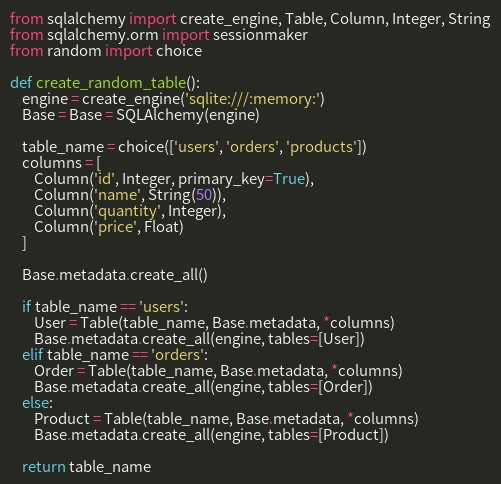 from sqlalchemy import create_engine, Table, Column, Integer, String
from sqlalchemy.orm import sessionmaker
from random import choice

def create_random_table():
    engine = create_engine('sqlite:///:memory:')
    Base = Base = SQLAlchemy(engine)

    table_name = choice(['users', 'orders', 'products'])
    columns = [
        Column('id', Integer, primary_key=True),
        Column('name', String(50)),
        Column('quantity', Integer),
        Column('price', Float)
    ]

    Base.metadata.create_all()

    if table_name == 'users':
        User = Table(table_name, Base.metadata, *columns)
        Base.metadata.create_all(engine, tables=[User])
    elif table_name == 'orders':
        Order = Table(table_name, Base.metadata, *columns)
        Base.metadata.create_all(engine, tables=[Order])
    else:
        Product = Table(table_name, Base.metadata, *columns)
        Base.metadata.create_all(engine, tables=[Product])

    return table_name